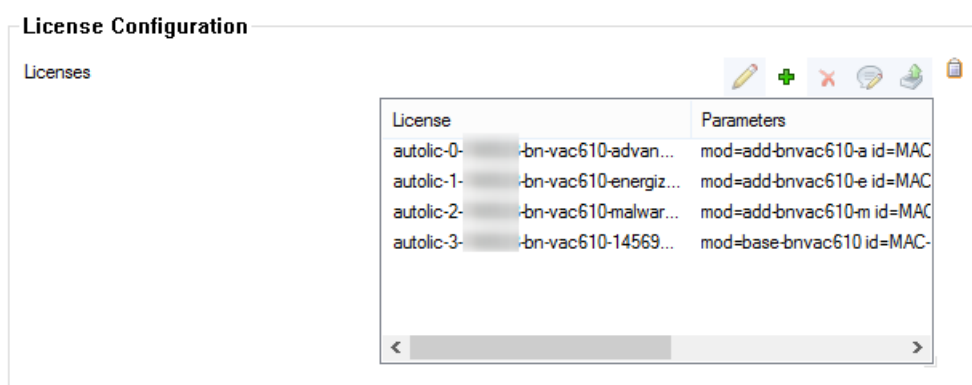 License Configuration
Licenses
License Parameters
autolic-0- -bn-vac610-advan... mod=add-bnvac610-a id=MAC
autolic-1- -bn-vac610-energiz... mod=add-bnvac610-e id=MAC
autolic-2- -bn-vac610-malwar... mod=add-bnvac610-m id=MAC
autolic-3- -bn-vac610-14569... mod=base-bnvac610 id=MAC-